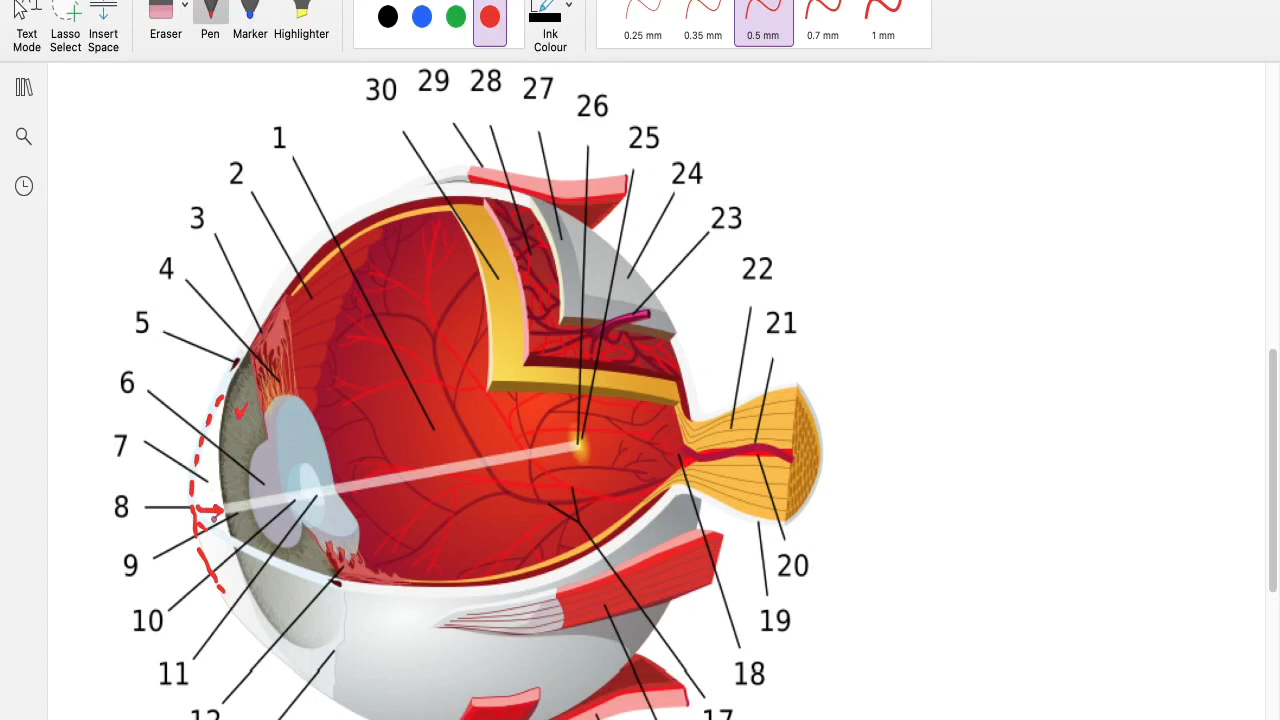 Text Mode
Lasso Select
Insert Space
Eraser
Pen
Marker
Highlighter
Ink Colour
0.25 mm
0.35 mm
0.5 mm
0.7 mm
1 mm
30
29
28
27
26
25
24
23
22
21
20
19
18
17
1
2
3
4
5
6
7
8
9
10
11
12